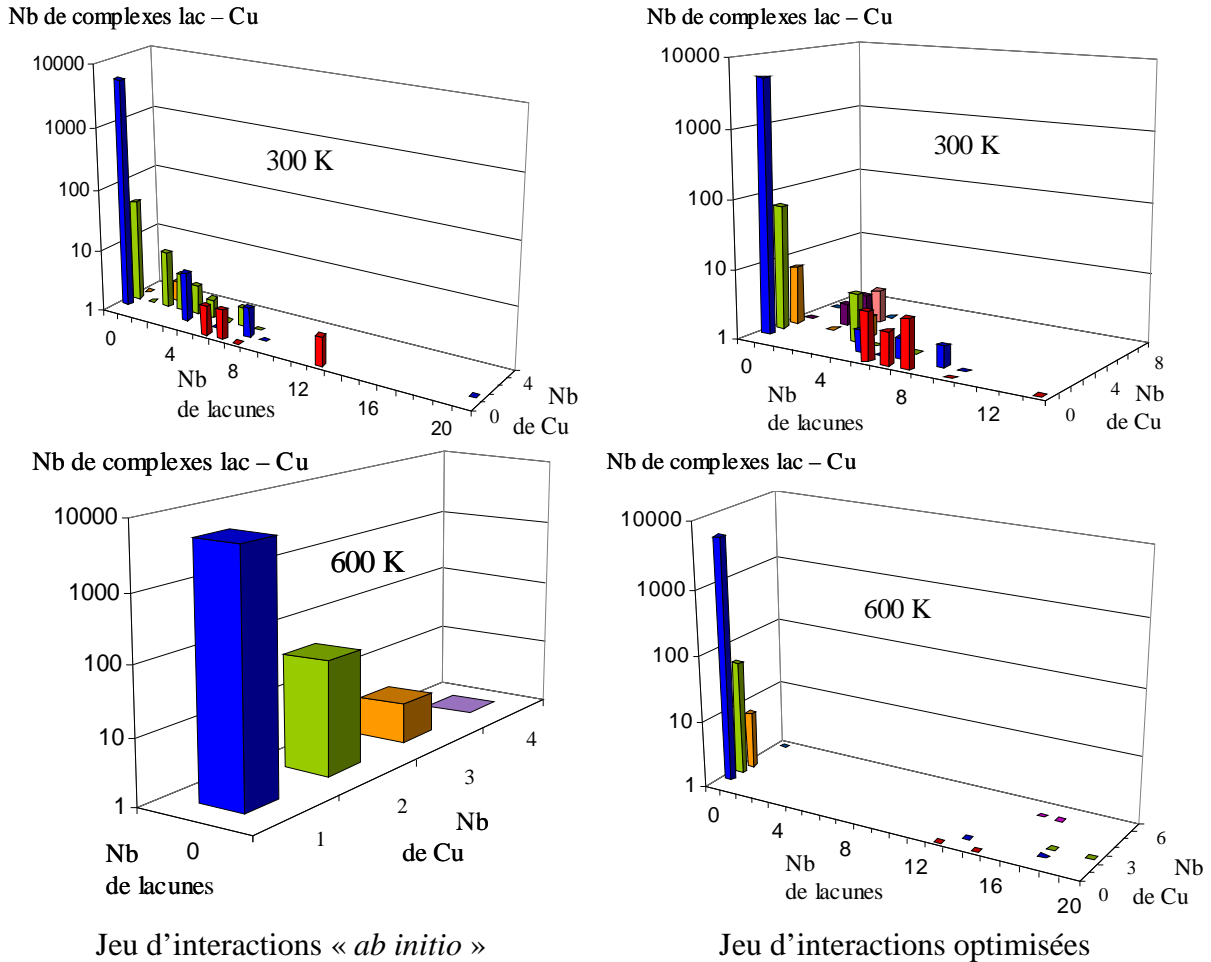 Nb de complexes lac – Cu
10000
1000
100
10
1
300 K
0
4
8
12
16
20
Nb
de lacunes
4
0
Nb
de Cu
Nb de complexes lac – Cu
10000
1000
100
10
1
300 K
0
4
8
12
Nb
de lacunes
8
4
0
Nb
de Cu
Nb de complexes lac – Cu
10000
1000
100
10
1
600 K
Nb
de lacunes
0
1
2
3
4
Nb
de Cu
Nb de complexes lac – Cu
10000
1000
100
10
1
600 K
0
4
8
12
16
20
Nb
de lacunes
6
3
0
Nb
de Cu
Jeu d’interactions « ab initio »
Jeu d’interactions optimisées